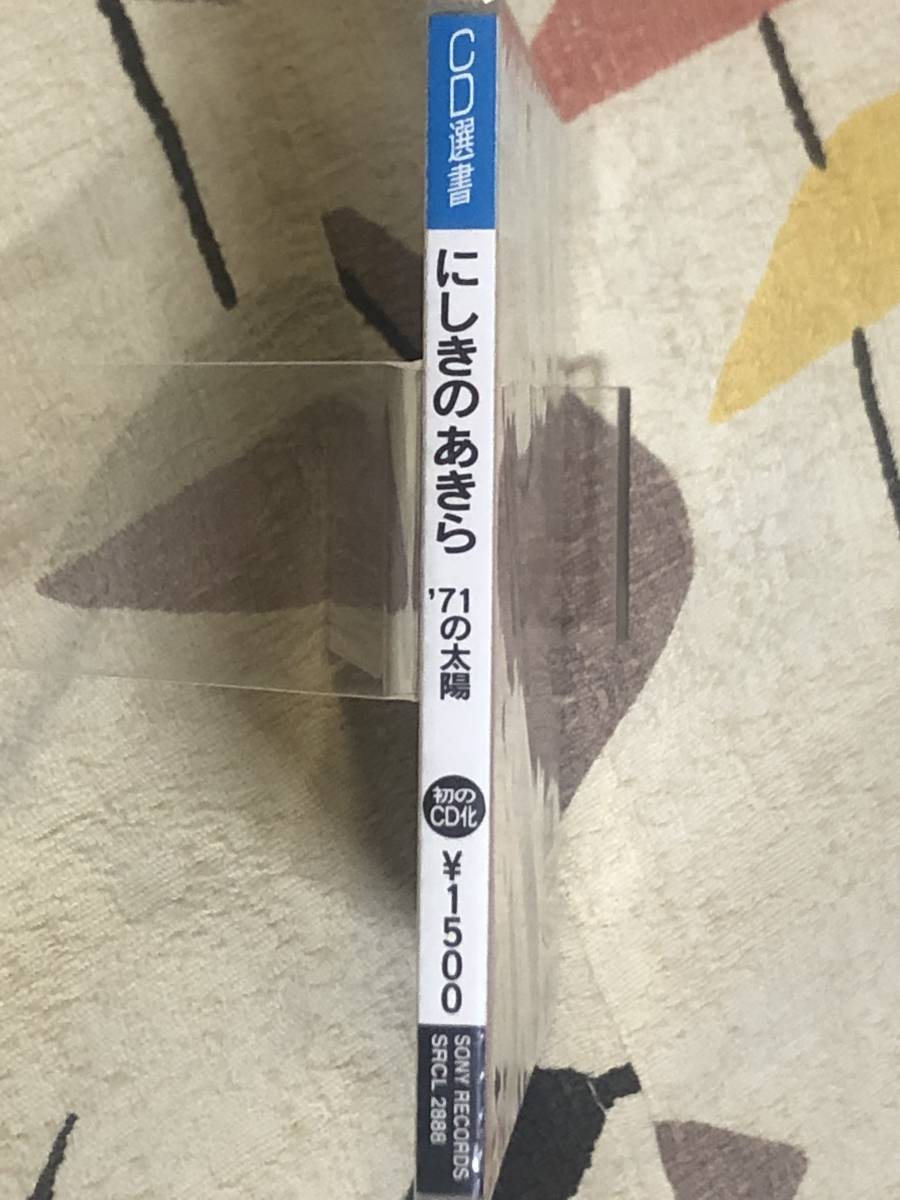 CD選書
にしきのあきら
'71の太陽
初の
CD化
¥1500
SONY RECORDS
SRCL 2888